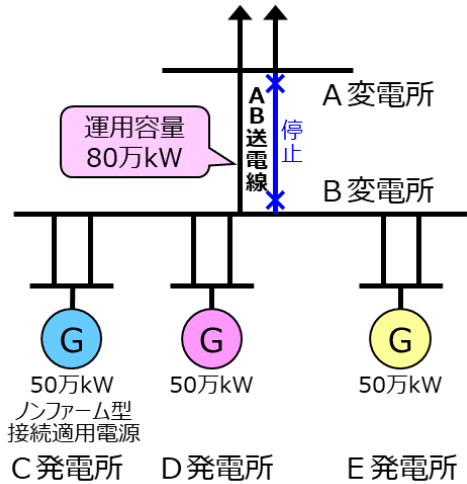 A変電所
AB送電線
停止
運用容量
80万kW
B変電所
G
G
G
50万kW
50万kW
50万kW
ノンファーム型
接続適用電源
C発電所
D発電所
E発電所